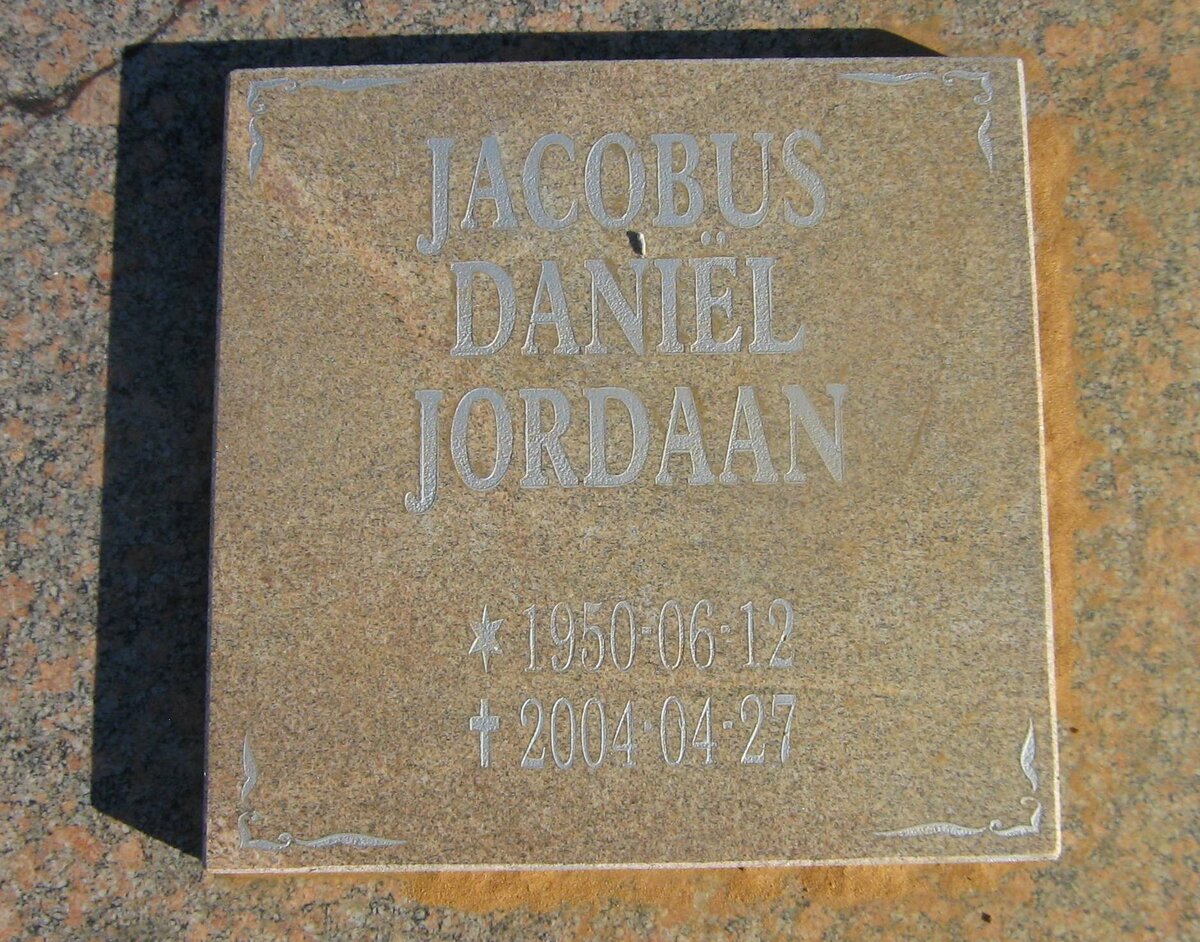 JACOBUS
DANIËL
JORDAAN
✶ 1950-06-12
✝ 2004-04-27